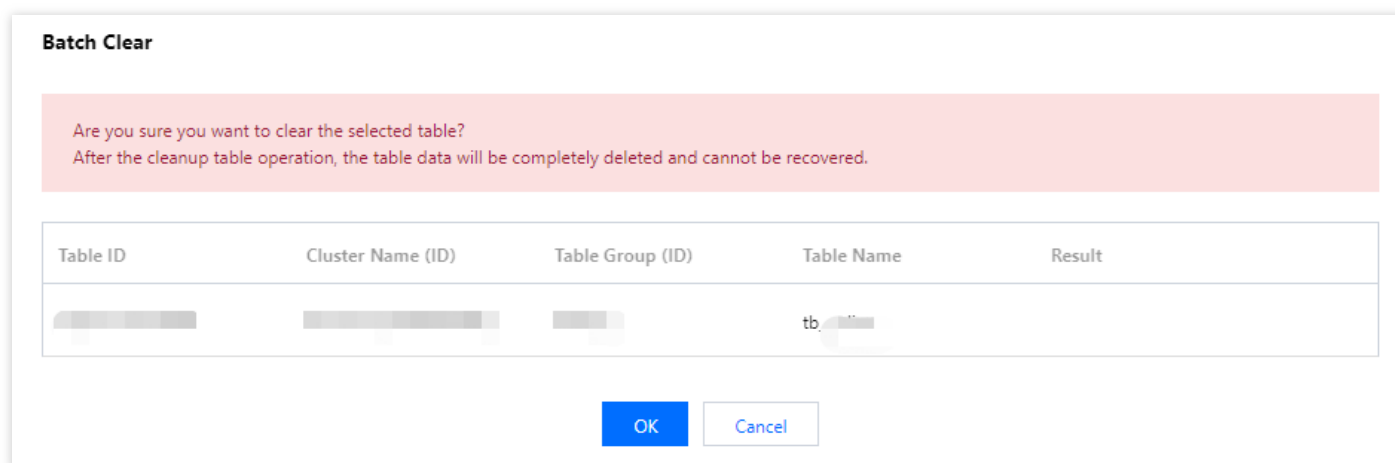 Batch Clear
Are you sure you want to clear the selected table?
After the cleanup table operation, the table data will be completely deleted and cannot be recovered.
Table ID Cluster Name (ID) Table Group (ID) Table Name Result
OK Cancel